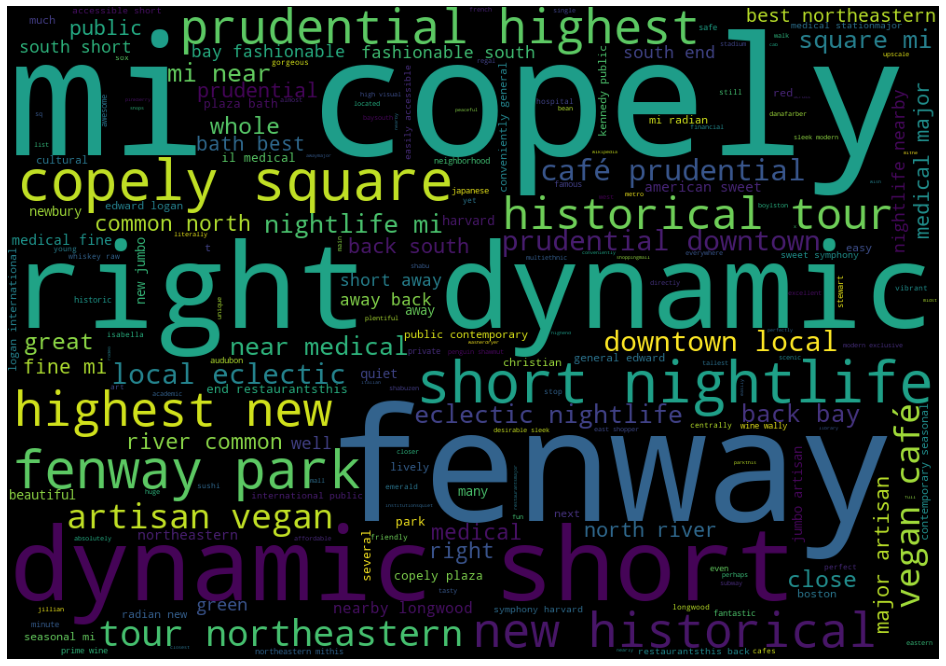 accessible short
french
single
much
public
prudential highest
safe
best northeastern
medical stationmajor
south short
sox
bay fashionable
fashionable south
south end
stadium
walk
square mi
mi copely
mi near
gorgeous
regal
upscale
prudential
plaza bath
high visual
located
peaceful
bean
hospital
kennedy public
easily accessible
conveniently general
red
still
danafarber
sq
list
awesome
whole
bath best
mi radian
financial
sleek modern
cultural
il medical
neighborhood
café prudential
famous
nightlife nearby
medical major
copely square
edward logan
japanese
yet
metro
american sweet
newbury
common north
nightlife mi
harvard
historical tour
boylston
medical fine
literally
t
back south
prudential downtown
easy
young
whiskey raw
main
shabu
multiethnic
conveniently
everywhere
sweet symphony
right dynamic
logan international
historic
new jumbo
unique
short away
shoppingmall
directly
stewart
excellent
vibrant
away back
away
plentiful
isabella
public contemporary
great
near medical
private
christian
downtown local
modern exclusive
fine mi
audubon
quiet
general edward
tallest
scenic
local eclectic
art
academic
end restaurantsthis
stop
short nightlife
highest new
eclectic nightlife
centrally
wine wally
back bay
river common
well
desirable sleek
east shopper
contemporary seasonal
vegan café
fenway
fenway park
closer
lively
beautiful
huge
sushi
mall
emerald
international public
many
next
jumbo artisan
major artisan
artisan vegan
park
fun
north river
absolutely
northeastern
affordable
friendly
medical
several
right
even
perhaps
perfect
dynamic short
copely plaza
tasty
subway
close
boston
jillian
minute
radian new
green
nearby longwood
symphony harvard
longwood
fantastic
seasonal mi
tour northeastern
new historical
prime wine
northeastern mithis
restaurantsthis back
cafes
eastern